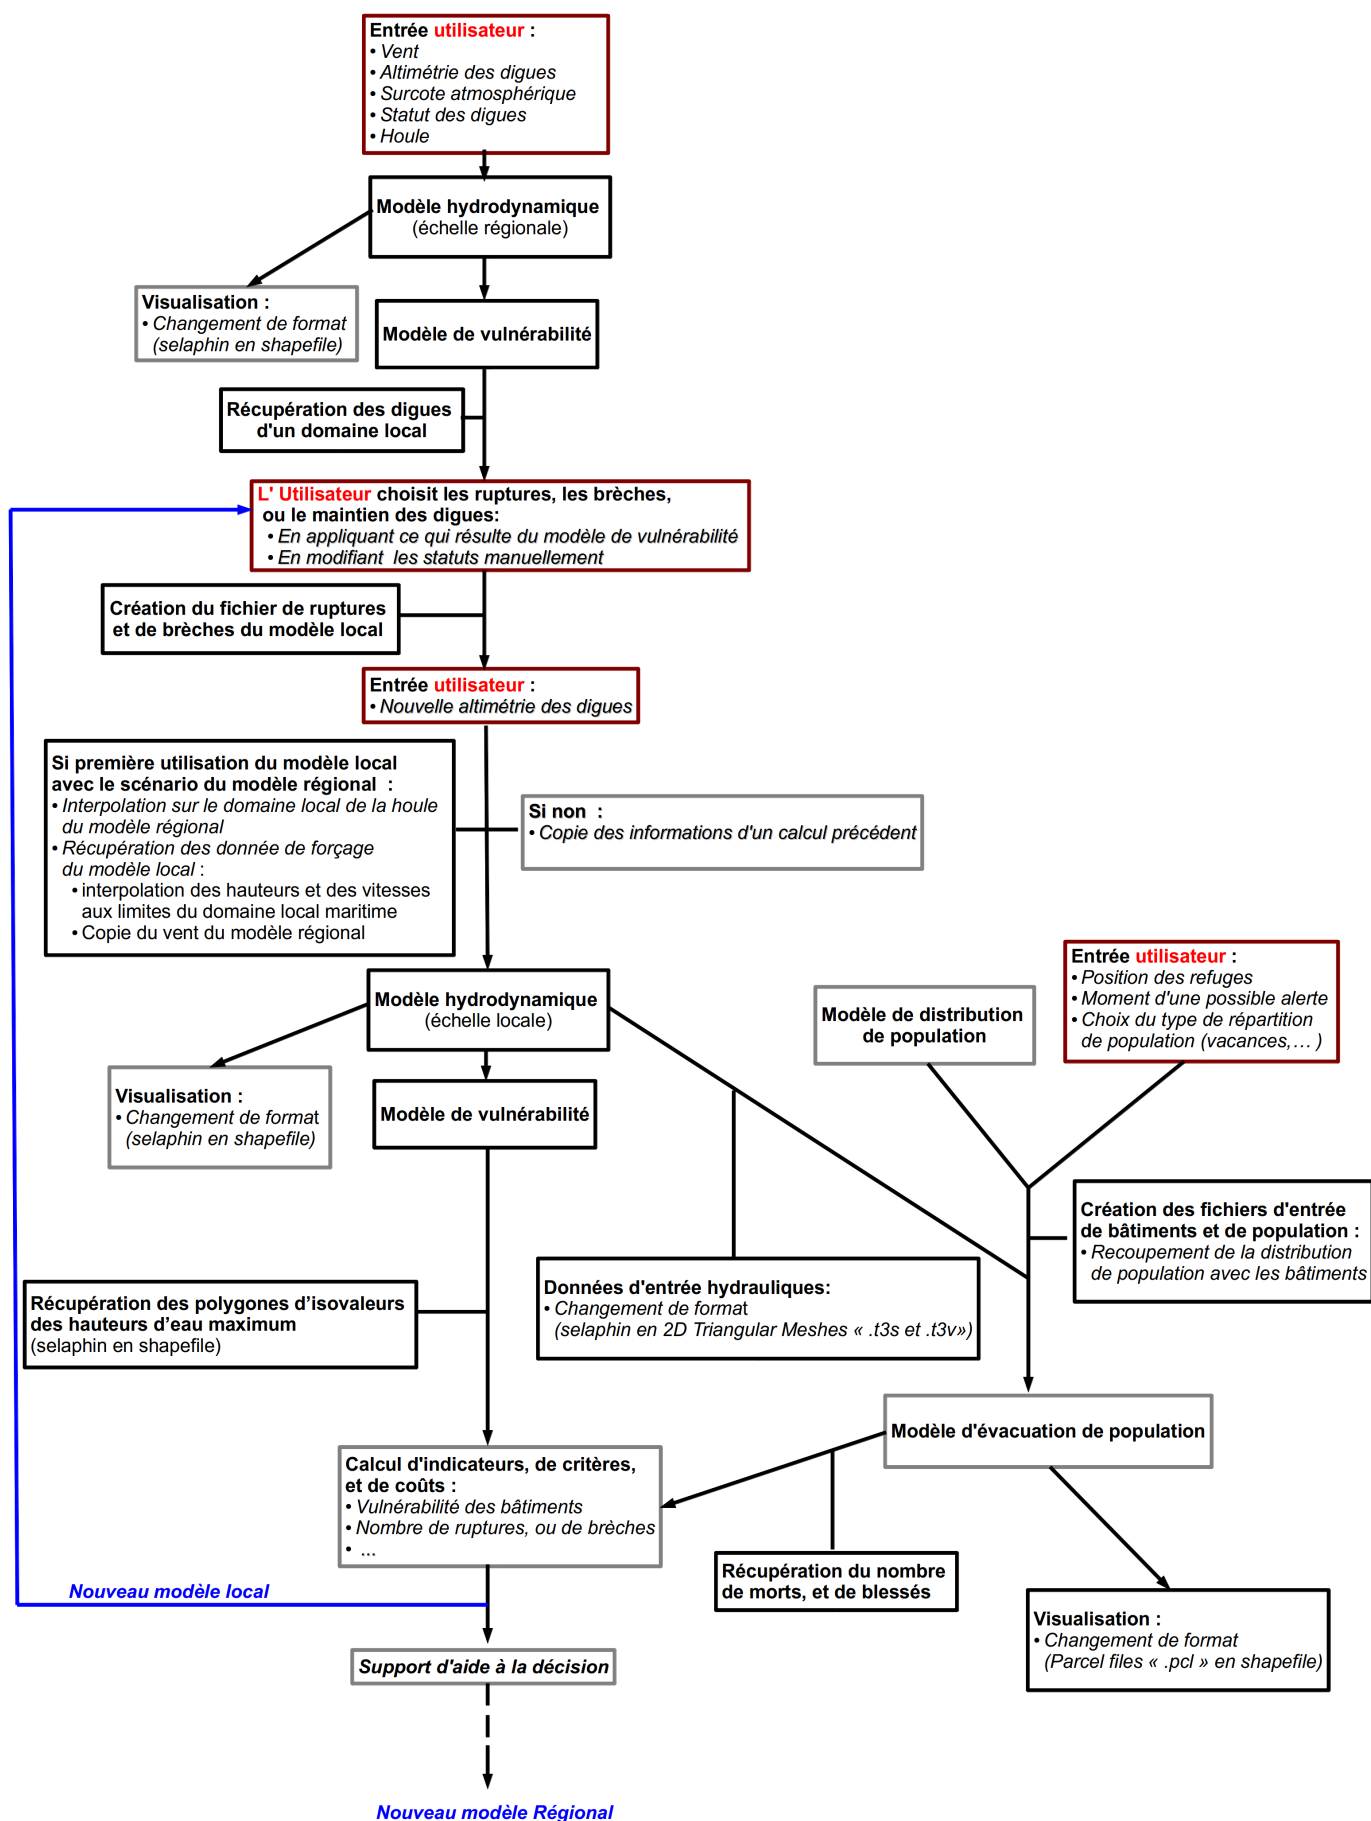 Entrée utilisateur :
• Vent
• Altimétrie des digues
• Surcote atmosphérique
• Statut des digues
• Houle
Modèle hydrodynamique
(échelle régionale)
Visualisation :
• Changement de format
(selaphin en shapefile)
Modèle de vulnérabilité
Récupération des digues
d'un domaine local
L' Utilisateur choisit les ruptures, les brèches,
ou le maintien des digues:
• En appliquant ce qui résulte du modèle de vulnérabilité
• En modifiant les statuts manuellement
Création du fichier de ruptures
et de brèches du modèle local
Entrée utilisateur :
• Nouvelle altimétrie des digues
Si première utilisation du modèle local
avec le scénario du modèle régional :
• Interpolation sur le domaine local de la houle
du modèle régional
• Récupération des donnée de forçage
du modèle local :
• interpolation des hauteurs et des vitesses
aux limites du domaine local maritime
• Copie du vent du modèle régional
Si non :
• Copie des informations d'un calcul précédent
Modèle hydrodynamique
(échelle locale)
Modèle de distribution
de population
Entrée utilisateur :
• Position des refuges
• Moment d'une possible alerte
• Choix du type de répartition
de population (vacances,... )
Visualisation :
• Changement de format
(selaphin en shapefile)
Modèle de vulnérabilité
Création des fichiers d'entrée
de bâtiments et de population :
• Recoupement de la distribution
de population avec les bâtiments
Données d'entrée hydrauliques:
• Changement de format
(selaphin en 2D Triangular Meshes « .t3s et .t3v»)
Récupération des polygones d’isovaleurs
des hauteurs d’eau maximum
(selaphin en shapefile)
Modèle d'évacuation de population
Calcul d'indicateurs, de critères,
et de coûts :
• Vulnérabilité des bâtiments
• Nombre de ruptures, ou de brèches
• ...
Récupération du nombre
de morts, et de blessés
Nouveau modèle local
Visualisation :
• Changement de format
(Parcel files « .pcl » en shapefile)
Support d'aide à la décision
Nouveau modèle Régional